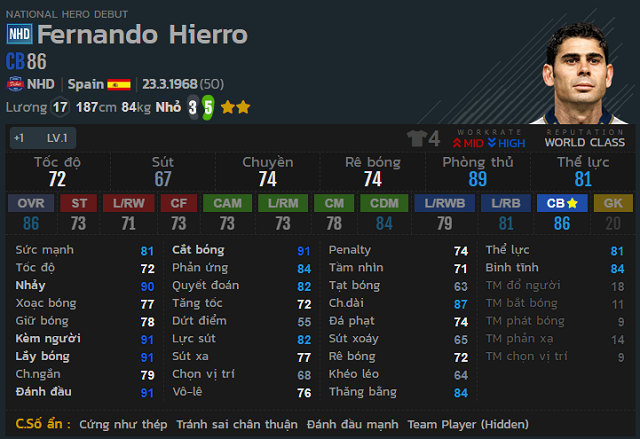 NATIONAL HERO DEBUT
NHD Fernando Hierro
CB 86
NHD | Spain | 23.3.1968 (50)
Lương 17 187cm 84kg Nhỏ 3 5
+1 LV.1
4 WORKRATE MID HIGH REPUTATION WORLD CLASS
Tốc độ Sút Chuyền Rê bóng Phòng thủ Thể lực
72 67 74 74 89 81
OVR ST L/RW CF CAM L/RM CM CDM L/RWB L/RB CB GK
86 73 71 73 73 73 78 84 79 81 86 20
Sức mạnh 81 Cắt bóng 91 Penalty 74 Thể lực 81
Tốc độ 72 Phản ứng 84 Tầm nhìn 71 Bình tĩnh 84
Nhảy 90 Quyết đoán 82 Tạt bóng 63 TM đổ người 18
Xoạc bóng 77 Tăng tốc 72 Ch.dài 87 TM bắt bóng 11
Giữ bóng 78 Dứt điểm 55 Đá phạt 74 TM phát bóng 9
Kèm người 91 Lực sút 82 Sút xoáy 65 TM phản xạ 14
Lấy bóng 91 Sút xa 77 Rê bóng 72 TM chọn vị trí 9
Ch.ngắn 79 Chọn vị trí 68 Khéo léo 64
Đánh đầu 91 Vô-lê 76 Thăng bằng 84
C.Số ẩn : Cứng như thép Tránh sai chân thuận Đánh đầu mạnh Team Player (Hidden)